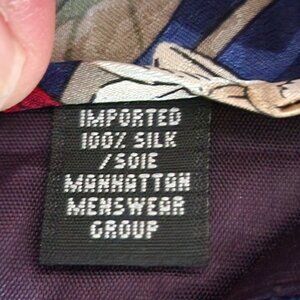 IMPORTED
100% SILK
/SOIE
MANHATTAN
MENSWEAR
GROUP